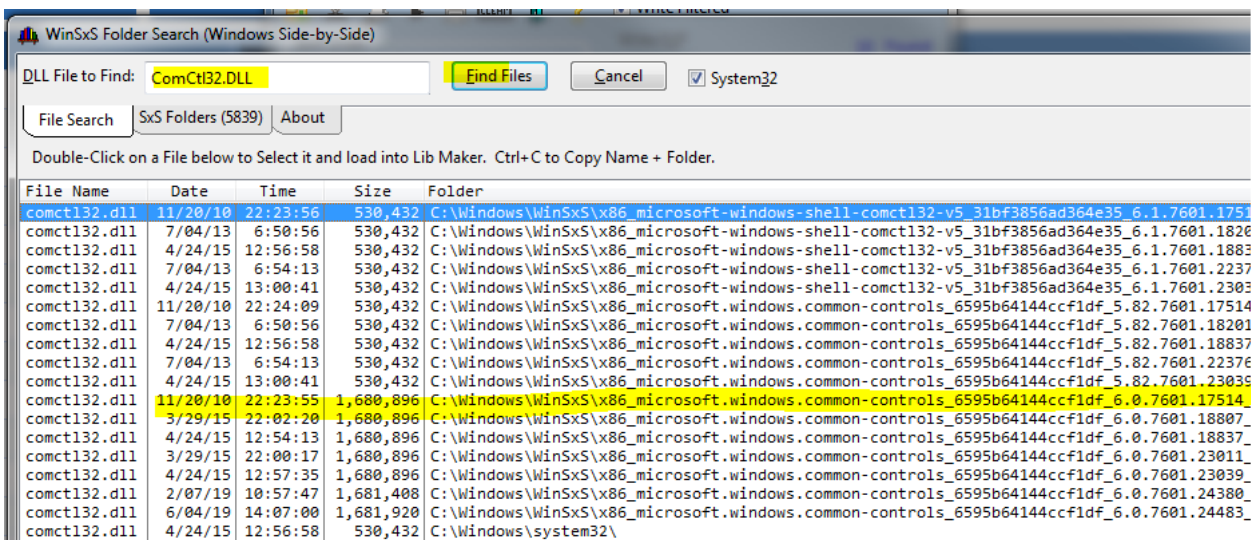 Write Filtered
WinSxS Folder Search (Windows Side-by-Side)
DLL File to Find: ComCtl32.DLL Find Files Cancel System32
File Search SxS Folders (5839) About
Double-Click on a File below to Select it and load into Lib Maker. Ctrl+C to Copy Name + Folder.
File Name Date Time Size Folder
comctl32.dll 11/20/10 22:23:56 530,432 C:\Windows\WinSxS\x86_microsoft-windows-shell-comctl32-v5_31bf3856ad364e35_6.1.7601.1751
comctl32.dll 7/04/13 6:50:56 530,432 C:\Windows\WinSxS\x86_microsoft-windows-shell-comctl32-v5_31bf3856ad364e35_6.1.7601.1820
comctl32.dll 4/24/15 12:56:58 530,432 C:\Windows\WinSxS\x86_microsoft-windows-shell-comctl32-v5_31bf3856ad364e35_6.1.7601.1883
comctl32.dll 7/04/13 6:54:13 530,432 C:\Windows\WinSxS\x86_microsoft-windows-shell-comctl32-v5_31bf3856ad364e35_6.1.7601.2237
comctl32.dll 4/24/15 13:00:41 530,432 C:\Windows\WinSxS\x86_microsoft-windows-shell-comctl32-v5_31bf3856ad364e35_6.1.7601.2303
comctl32.dll 11/20/10 22:24:09 530,432 C:\Windows\WinSxS\x86_microsoft.windows.common-controls_6595b64144ccf1df_5.82.7601.17514
comctl32.dll 7/04/13 6:50:56 530,432 C:\Windows\WinSxS\x86_microsoft.windows.common-controls_6595b64144ccf1df_5.82.7601.18201
comctl32.dll 4/24/15 12:56:58 530,432 C:\Windows\WinSxS\x86_microsoft.windows.common-controls_6595b64144ccf1df_5.82.7601.18837
comctl32.dll 7/04/13 6:54:13 530,432 C:\Windows\WinSxS\x86_microsoft.windows.common-controls_6595b64144ccf1df_5.82.7601.22376
comctl32.dll 4/24/15 13:00:41 530,432 C:\Windows\WinSxS\x86_microsoft.windows.common-controls_6595b64144ccf1df_5.82.7601.23039
comctl32.dll 11/20/10 22:23:55 1,680,896 C:\Windows\WinSxS\x86_microsoft.windows.common-controls_6595b64144ccf1df_6.0.7601.17514_
comctl32.dll 3/29/15 22:02:20 1,680,896 C:\Windows\WinSxS\x86_microsoft.windows.common-controls_6595b64144ccf1df_6.0.7601.18807_
comctl32.dll 4/24/15 12:54:13 1,680,896 C:\Windows\WinSxS\x86_microsoft.windows.common-controls_6595b64144ccf1df_6.0.7601.18837_
comctl32.dll 3/29/15 22:00:17 1,680,896 C:\Windows\WinSxS\x86_microsoft.windows.common-controls_6595b64144ccf1df_6.0.7601.23011_
comctl32.dll 4/24/15 12:57:35 1,680,896 C:\Windows\WinSxS\x86_microsoft.windows.common-controls_6595b64144ccf1df_6.0.7601.23039_
comctl32.dll 2/07/19 10:57:47 1,681,408 C:\Windows\WinSxS\x86_microsoft.windows.common-controls_6595b64144ccf1df_6.0.7601.24380_
comctl32.dll 6/04/19 14:07:00 1,681,920 C:\Windows\WinSxS\x86_microsoft.windows.common-controls_6595b64144ccf1df_6.0.7601.24483_
comctl32.dll 4/24/15 12:56:58 530,432 C:\Windows\system32\